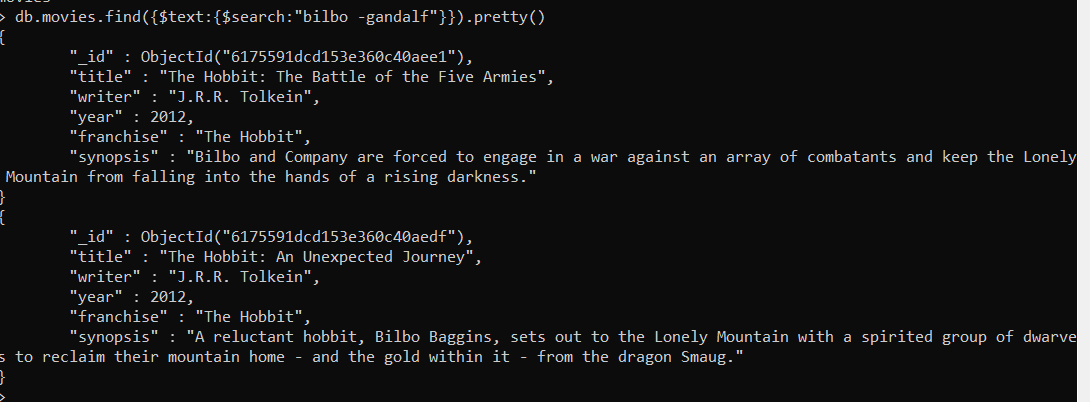 movies
> db.movies.find({$text:{$search:"bilbo -gandalf"}}).pretty()
{
"_id" : ObjectId("6175591dcd153e360c40aee1"),
"title" : "The Hobbit: The Battle of the Five Armies",
"writer" : "J.R.R. Tolkein",
"year" : 2012,
"franchise" : "The Hobbit",
"synopsis" : "Bilbo and Company are forced to engage in a war against an array of combatants and keep the Lonely
Mountain from falling into the hands of a rising darkness."
}
{
"_id" : ObjectId("6175591dcd153e360c40aedf"),
"title" : "The Hobbit: An Unexpected Journey",
"writer" : "J.R.R. Tolkein",
"year" : 2012,
"franchise" : "The Hobbit",
"synopsis" : "A reluctant hobbit, Bilbo Baggins, sets out to the Lonely Mountain with a spirited group of dwarve
s to reclaim their mountain home - and the gold within it - from the dragon Smaug."
}
>